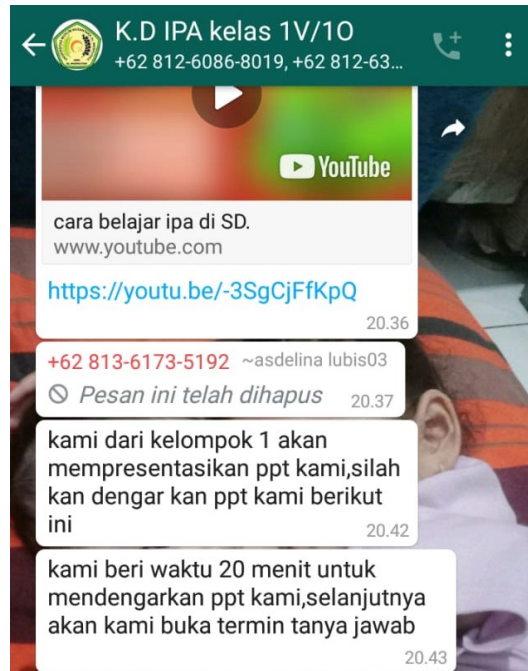 K.D IPA kelas 1V/1O
+62 812-6086-8019, +62 812-63...
YouTube
cara belajar ipa di SD.
www.youtube.com
https://youtu.be/-3SgCjFfKpQ
20.36
+62 813-6173-5192 ~asdelina lubis03
Pesan ini telah dihapus 20.37
kami dari kelompok 1 akan
mempresentasikan ppt kami,silah
kan dengar kan ppt kami berikut
ini
20.42
kami beri waktu 20 menit untuk
mendengarkan ppt kami,selanjutnya
akan kami buka termin tanya jawab
20.43